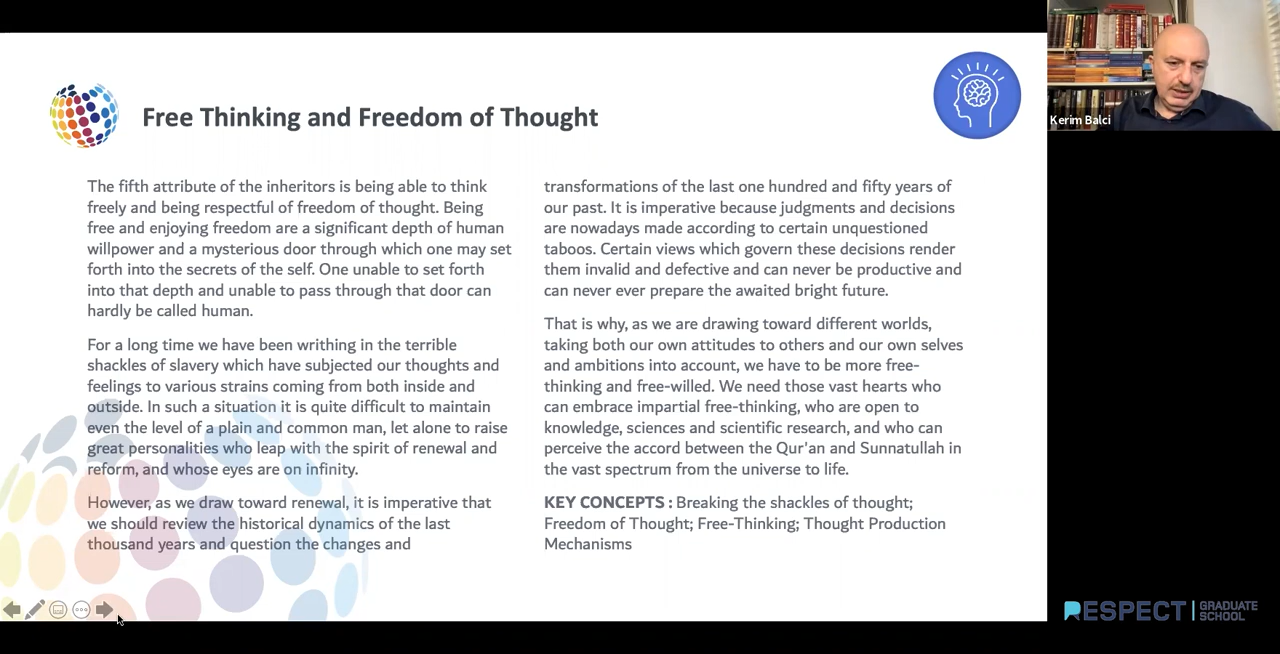 Free Thinking and Freedom of Thought
The fifth attribute of the inheritors is being able to think
freely and being respectful of freedom of thought. Being
free and enjoying freedom are a significant depth of human
willpower and a mysterious door through which one may set
forth into the secrets of the self. One unable to set forth
into that depth and unable to pass through that door can
hardly be called human.
For a long time we have been writhing in the terrible
shackles of slavery which have subjected our thoughts and
feelings to various strains coming from both inside and
outside. In such a situation it is quite difficult to maintain
even the level of a plain and common man, let alone to raise
great personalities who leap with the spirit of renewal and
reform, and whose eyes are on infinity.
However, as we draw toward renewal, it is imperative that
we should review the historical dynamics of the last
thousand years and question the changes and
transformations of the last one hundred and fifty years of
our past. It is imperative because judgments and decisions
are nowadays made according to certain unquestioned
taboos. Certain views which govern these decisions render
them invalid and defective and can never be productive and
can never ever prepare the awaited bright future.
That is why, as we are drawing toward different worlds,
taking both our own attitudes to others and our own selves
and ambitions into account, we have to be more free-
thinking and free-willed. We need those vast hearts who
can embrace impartial free-thinking, who are open to
knowledge, sciences and scientific research, and who can
perceive the accord between the Qur'an and Sunnatullah in
the vast spectrum from the universe to life.
KEY CONCEPTS : Breaking the shackles of thought;
Freedom of Thought; Free-Thinking; Thought Production
Mechanisms
Kerim Balci
RESPECT
GRADUATE
SCHOOL